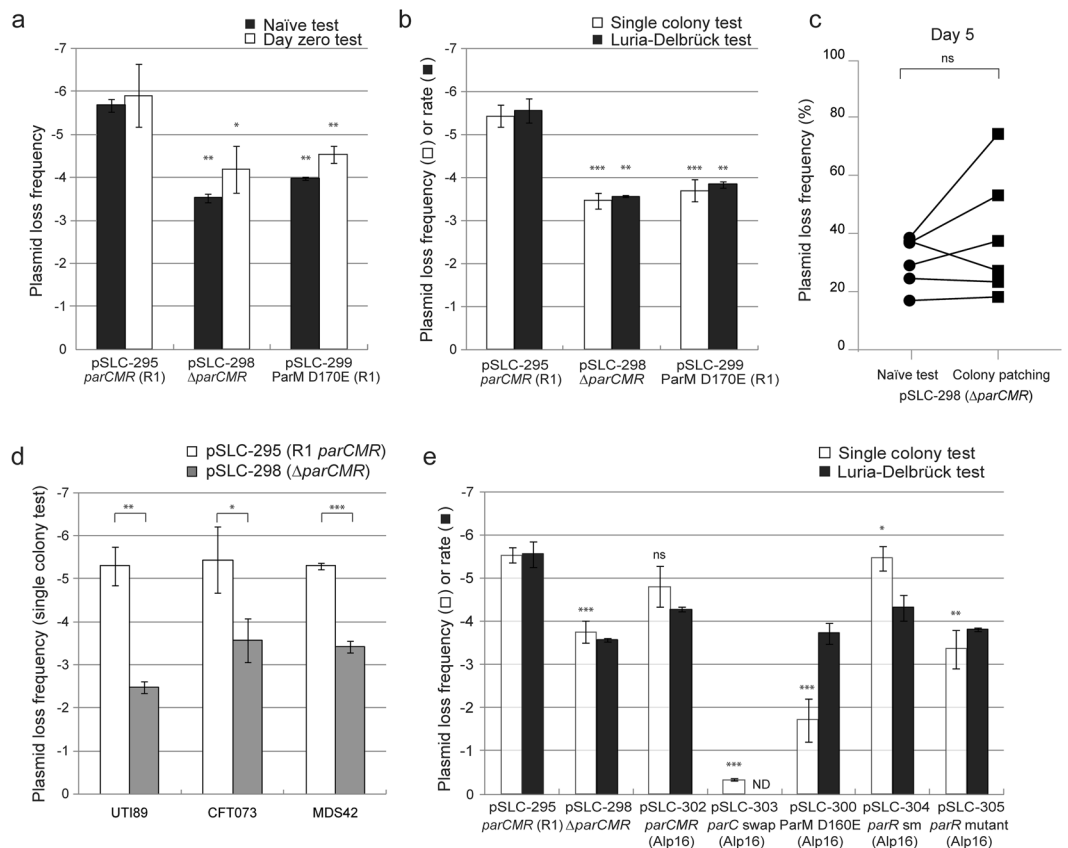 a
Naïve test
Day zero test
Plasmid loss frequency
-7
-6
-5
-4
-3
-2
-1
0
**
*
**
**
pSLC-295
parCMR (R1)
pSLC-298
ΔparCMR
pSLC-299
ParM D170E (R1)
b
Single colony test
Luria-Delbrück test
Plasmid loss frequency (□) or rate (■)
-7
-6
-5
-4
-3
-2
-1
0
***
**
***
**
pSLC-295
parCMR (R1)
pSLC-298
ΔparCMR
pSLC-299
ParM D170E (R1)
c
Day 5
ns
Plasmid loss frequency (%)
100
80
60
40
20
0
Naïve test
Colony patching
pSLC-298 (ΔparCMR)
d
pSLC-295 (R1 parCMR)
pSLC-298 (ΔparCMR)
Plasmid loss frequency (single colony test)
-7
-6
-5
-4
-3
-2
-1
0
**
*
***
UTI89
CFT073
MDS42
e
Single colony test
Luria-Delbrück test
Plasmid loss frequency (□) or rate (■)
-7
-6
-5
-4
-3
-2
-1
0
***
ns
***
ND
***
*
**
pSLC-295
parCMR (R1)
pSLC-298
ΔparCMR
pSLC-302
parCMR
(Alp16)
pSLC-303
parC swap
(Alp16)
pSLC-300
ParM D160E
(Alp16)
pSLC-304
parR sm
(Alp16)
pSLC-305
parR mutant
(Alp16)